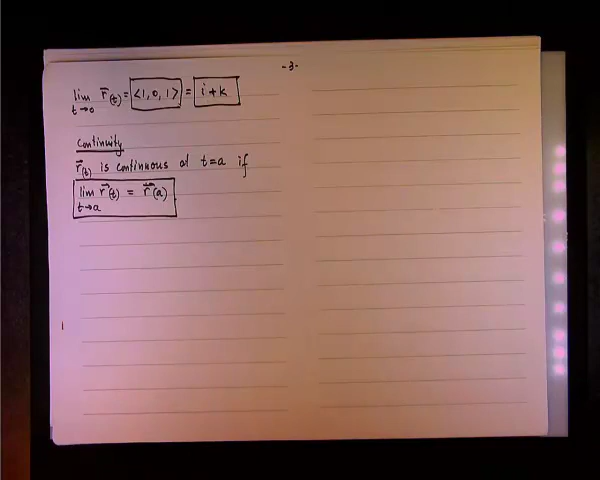 -3-
lim r⃗(t) = <1, 0, 1> = i + k
t→0
Continuity
r⃗(t) is continuous at t=a if
lim r⃗(t) = r⃗(a)
t→a